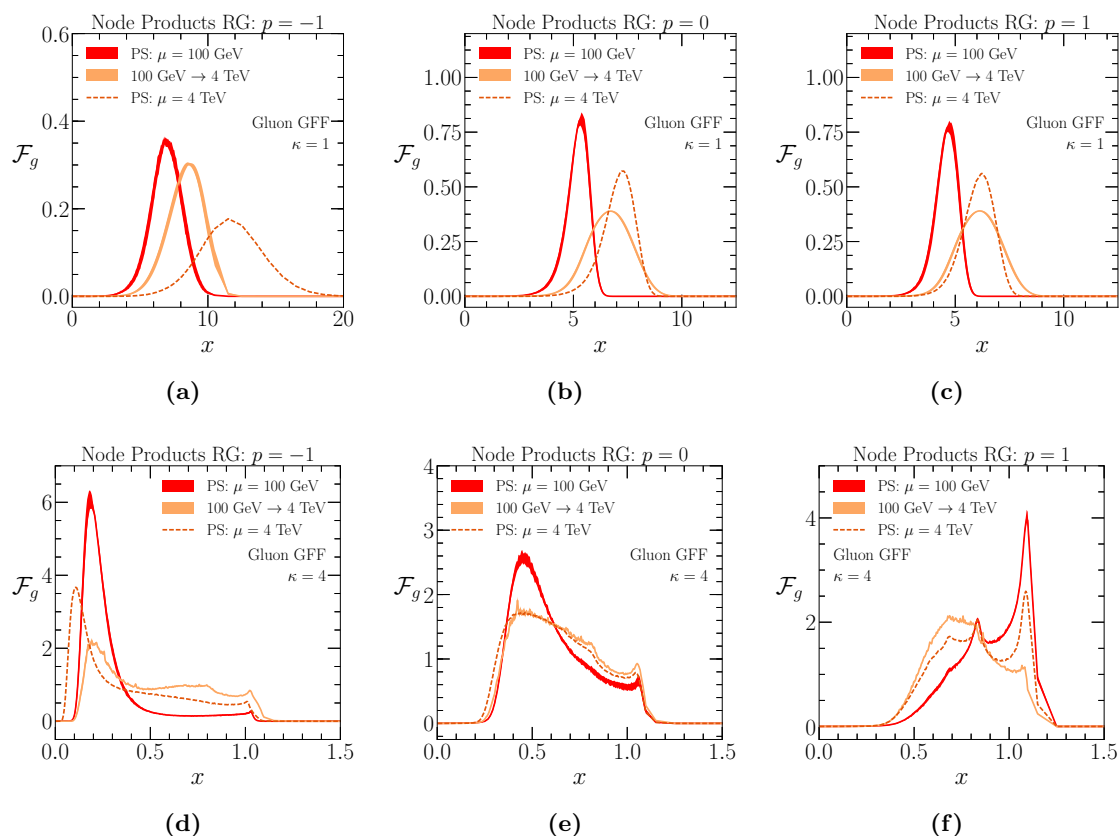 Node Products RG: p = −1
PS: μ = 100 GeV
100 GeV → 4 TeV
PS: μ = 4 TeV
Gluon GFF
κ = 1
F_g
0.6
0.4
0.2
0.0
0
10
20
x
(a)
Node Products RG: p = 0
PS: μ = 100 GeV
100 GeV → 4 TeV
PS: μ = 4 TeV
Gluon GFF
κ = 1
F_g
1.00
0.75
0.50
0.25
0.00
0
5
10
x
(b)
Node Products RG: p = 1
PS: μ = 100 GeV
100 GeV → 4 TeV
PS: μ = 4 TeV
Gluon GFF
κ = 1
F_g
1.00
0.75
0.50
0.25
0.00
0
5
10
x
(c)
Node Products RG: p = −1
PS: μ = 100 GeV
100 GeV → 4 TeV
PS: μ = 4 TeV
Gluon GFF
κ = 4
F_g
6
4
2
0
0.0
0.5
1.0
1.5
x
(d)
Node Products RG: p = 0
PS: μ = 100 GeV
100 GeV → 4 TeV
PS: μ = 4 TeV
Gluon GFF
κ = 4
F_g
4
3
2
1
0
0.0
0.5
1.0
1.5
x
(e)
Node Products RG: p = 1
PS: μ = 100 GeV
100 GeV → 4 TeV
PS: μ = 4 TeV
Gluon GFF
κ = 4
F_g
4
2
0
0.0
0.5
1.0
1.5
x
(f)